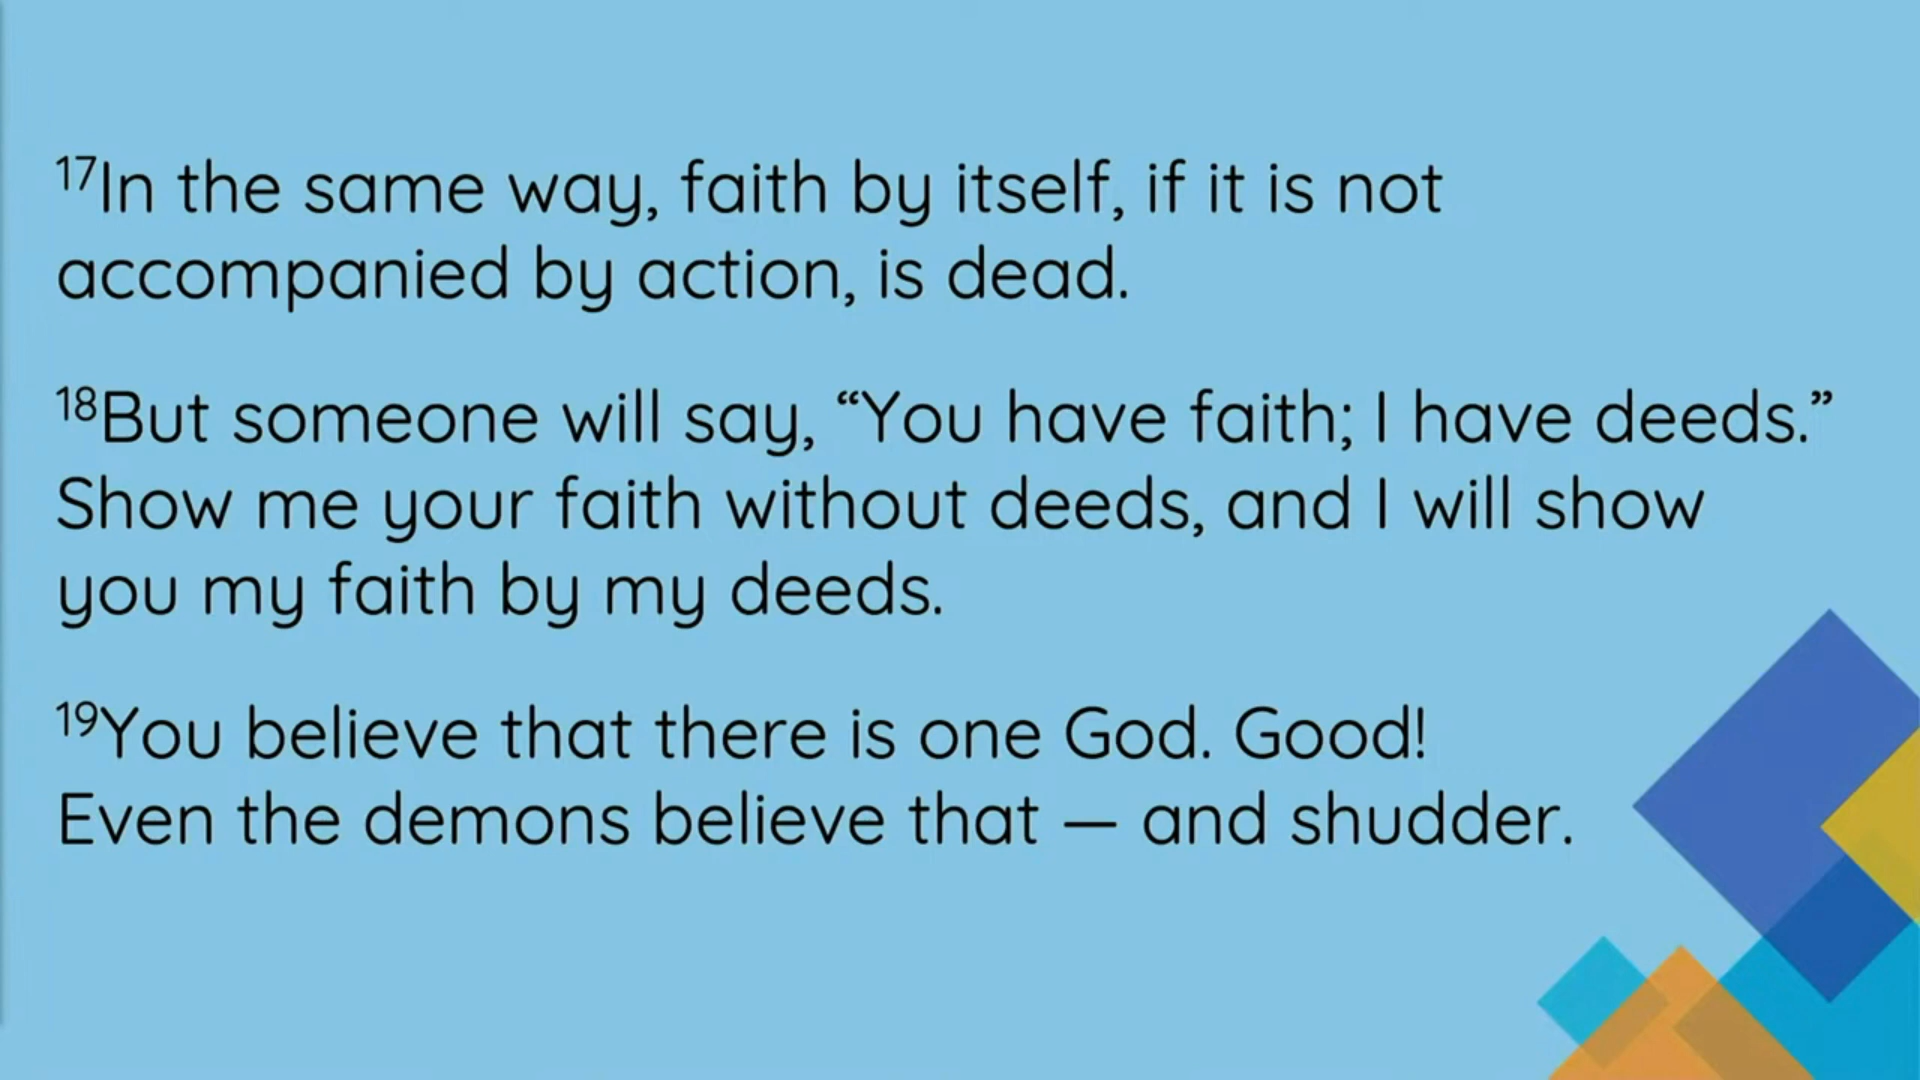 17In the same way, faith by itself, if it is not
accompanied by action, is dead.
18But someone will say, “You have faith; I have deeds.”
Show me your faith without deeds, and I will show
you my faith by my deeds.
19You believe that there is one God. Good!
Even the demons believe that — and shudder.